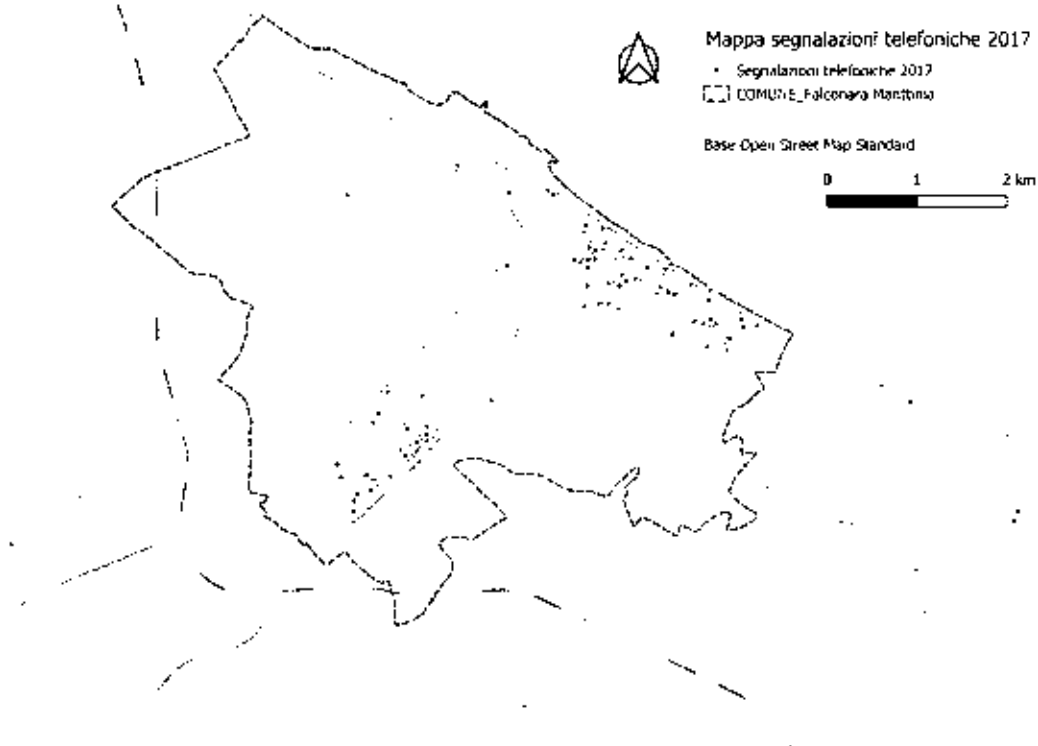 Mappa segnalazioni telefoniche 2017
Segnalazioni telefoniche 2017
COMUNE_Falconara Marittima
Base Open Street Map Standard
0 1 2 km